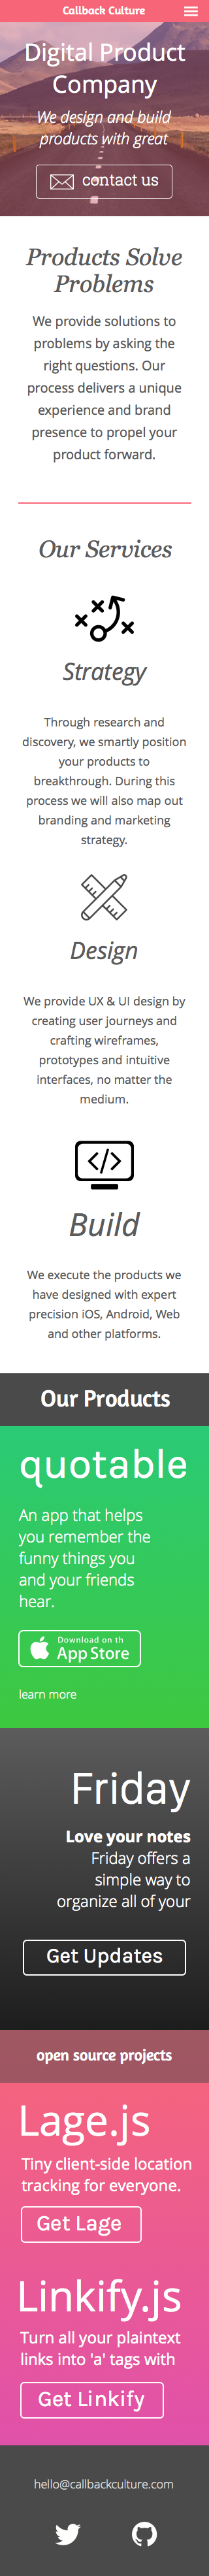 Callback Culture
Digital Product
Company
We design and build
products with great
contact us
Products Solve
Problems
We provide solutions to
problems by asking the
right questions. Our
process delivers a unique
experience and brand
presence to propel your
product forward.
Our Services
Strategy
Through research and
discovery, we smartly position
your products to
breakthrough. During this
process we will also map out
branding and marketing
strategy.
Design
We provide UX & UI design by
creating user journeys and
crafting wireframes,
prototypes and intuitive
interfaces, no matter the
medium.
Build
We execute the products we
have designed with expert
precision iOS, Android, Web
and other platforms.
Our Products
quotable
An app that helps
you remember the
funny things you
and your friends
hear.
Download on th
App Store
learn more
Friday
Love your notes
Friday offers a
simple way to
organize all of your
Get Updates
open source projects
Lage.js
Tiny client-side location
tracking for everyone.
Get Lage
Linkify.js
Turn all your plaintext
links into 'a' tags with
Get Linkify
hello@callbackculture.com